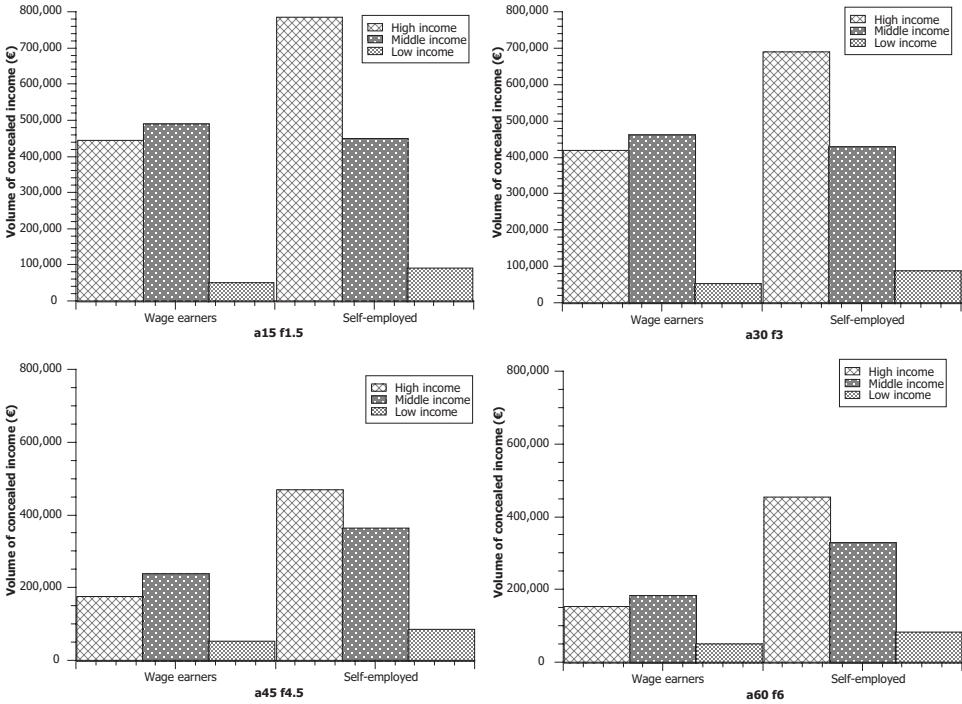 Volume of concealed income (€)
800,000
700,000
600,000
500,000
400,000
300,000
200,000
100,000
0
High income
Middle income
Low income
Wage earners
Self-employed
a15 f1.5
Volume of concealed income (€)
800,000
700,000
600,000
500,000
400,000
300,000
200,000
100,000
0
High income
Middle income
Low income
Wage earners
Self-employed
a30 f3
Volume of concealed income (€)
800,000
600,000
400,000
200,000
0
High income
Middle income
Low income
Wage earners
Self-employed
a45 f4.5
Volume of concealed income (€)
800,000
600,000
400,000
200,000
0
High income
Middle income
Low income
Wage earners
Self-employed
a60 f6